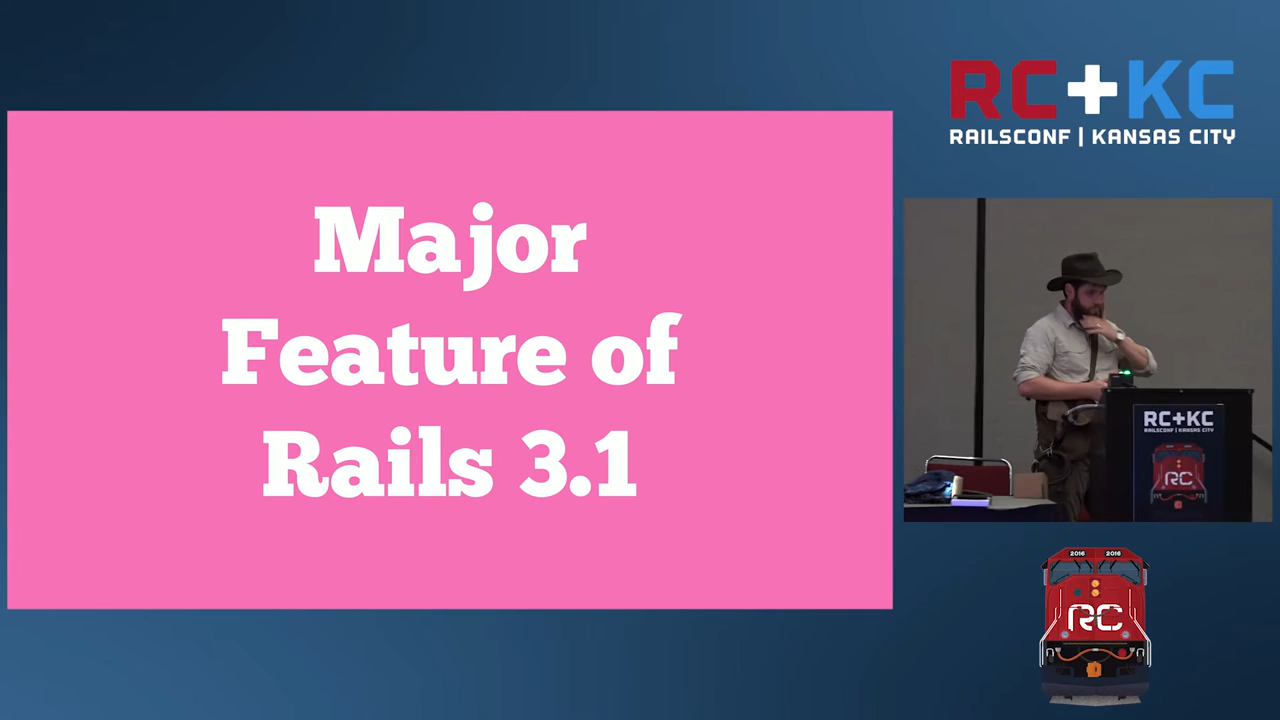 Major
Feature of
Rails 3.1
RC+KC
RAILSCONF | KANSAS CITY
RC+KC
RAILSCONF | KANSAS CITY
RC
2016 2016
RC